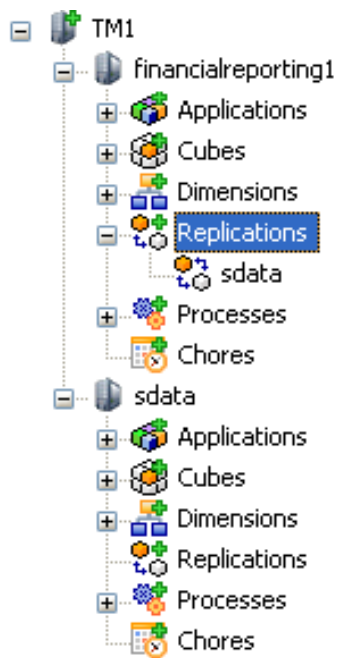 TM1
financialreporting1
Applications
Cubes
Dimensions
Replications
sdata
Processes
Chores
sdata
Applications
Cubes
Dimensions
Replications
Processes
Chores